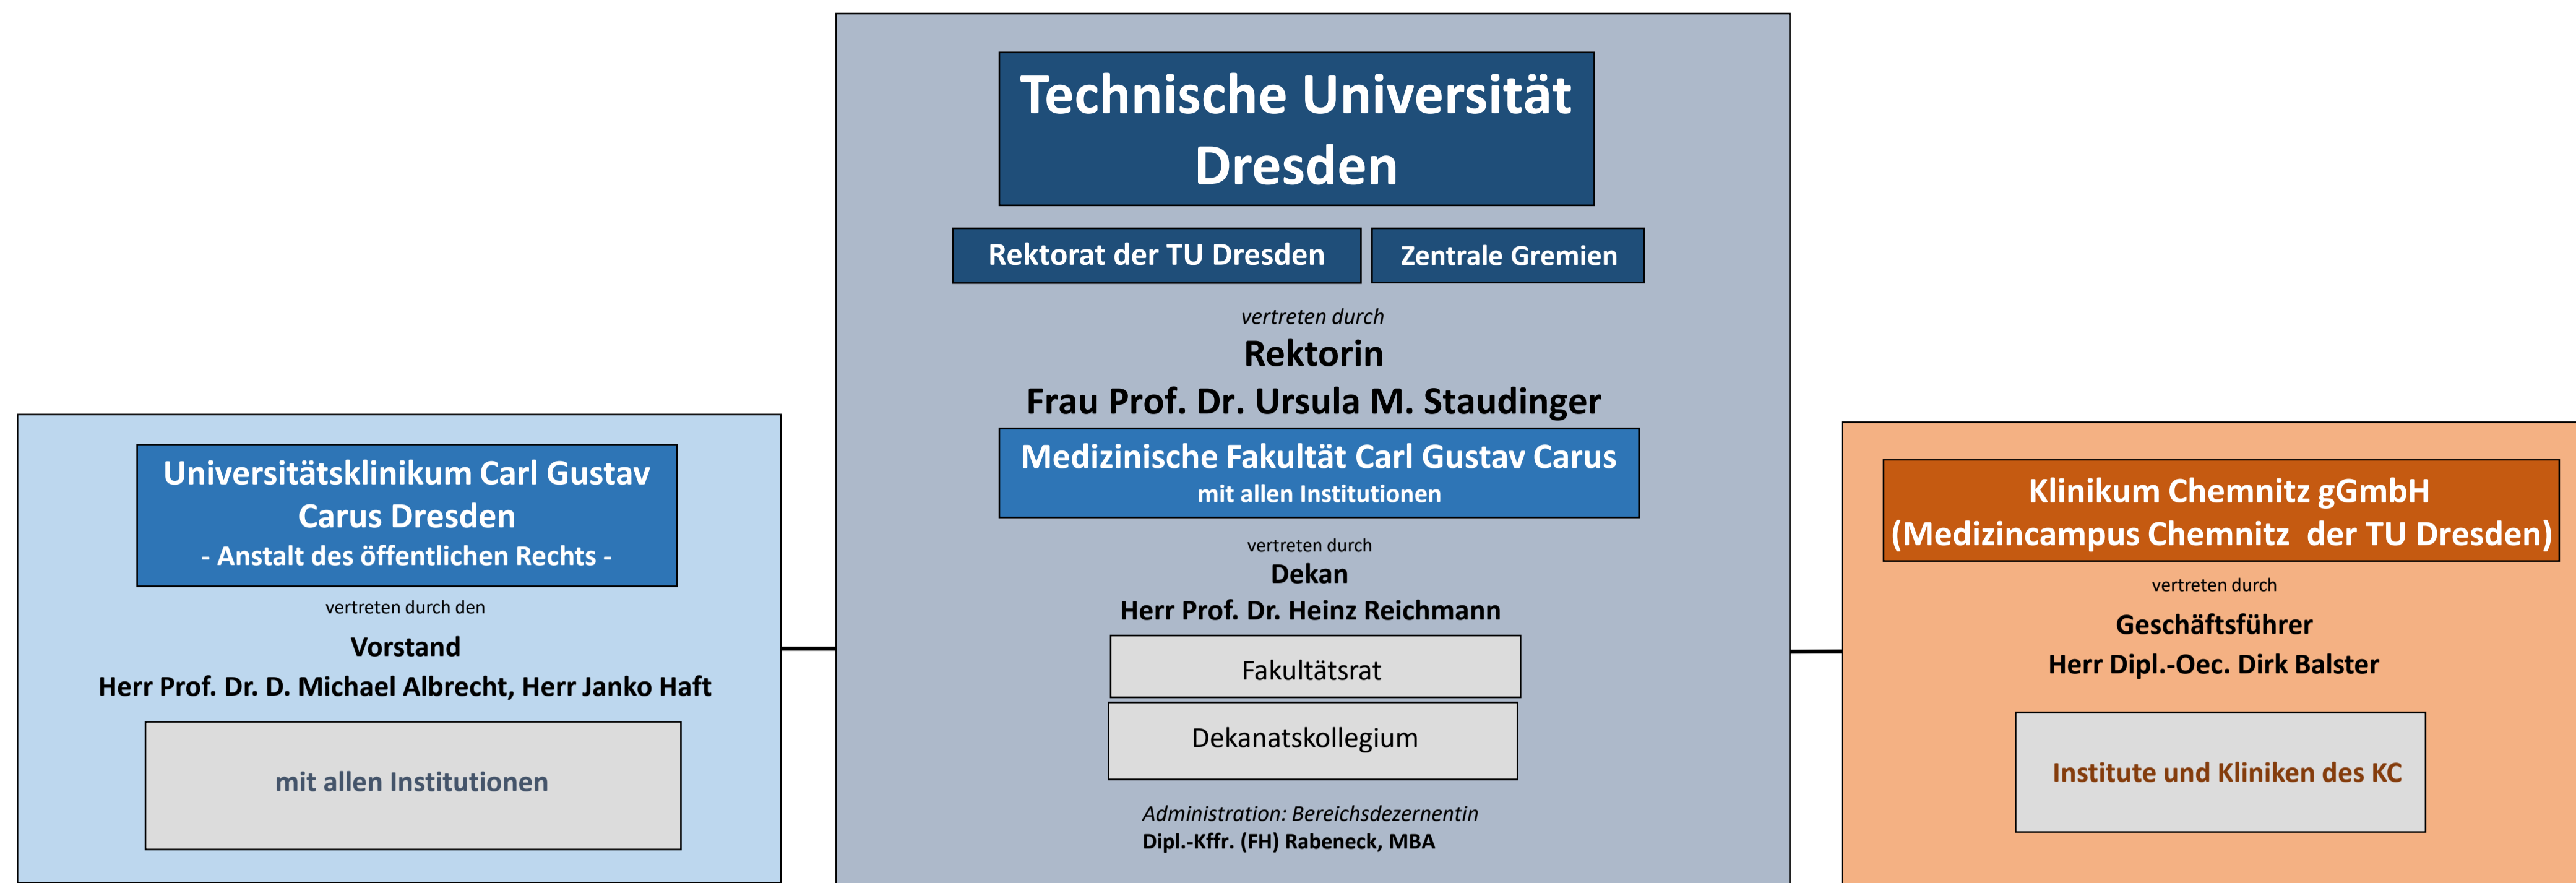 Technische Universität
Dresden
Rektorat der TU Dresden
Zentrale Gremien
vertreten durch
Rektorin
Frau Prof. Dr. Ursula M. Staudinger
Medizinische Fakultät Carl Gustav Carus
mit allen Institutionen
vertreten durch
Dekan
Herr Prof. Dr. Heinz Reichmann
Fakultätsrat
Dekanatskollegium
Administration: Bereichsdezernentin
Dipl.-Kffr. (FH) Rabeneck, MBA
Universitätsklinikum Carl Gustav
Carus Dresden
- Anstalt des öffentlichen Rechts -
vertreten durch den
Vorstand
Herr Prof. Dr. D. Michael Albrecht, Herr Janko Haft
mit allen Institutionen
Klinikum Chemnitz gGmbH
(Medizincampus Chemnitz  der TU Dresden)
vertreten durch
Geschäftsführer
Herr Dipl.-Oec. Dirk Balster
Institute und Kliniken des KC